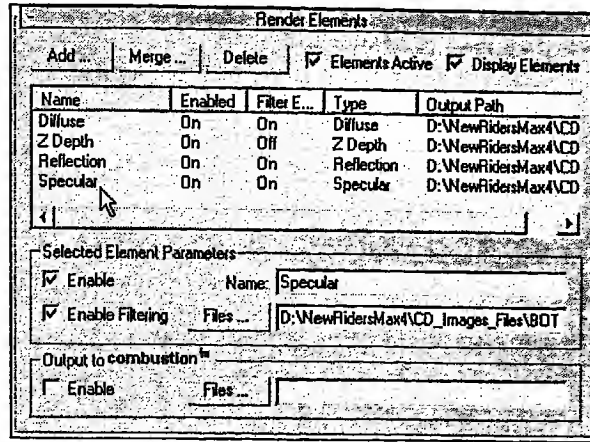 Render Elements
Add ... Merge ... Delete Elements Active Display Elements
Name Enabled Filter E... Type Output Path
Diffuse On On Diffuse D:\NewRidersMax4\CD
Z Depth On Off Z Depth D:\NewRidersMax4\CD
Reflection On On Reflection D:\NewRidersMax4\CD
Specular On On Specular D:\NewRidersMax4\CD
Selected Element Parameters
Enable Name: Specular
Enable Filtering Files ... D:\NewRidersMax4\CD_Images_Files\BOT
Output to combustion™
Enable Files ...